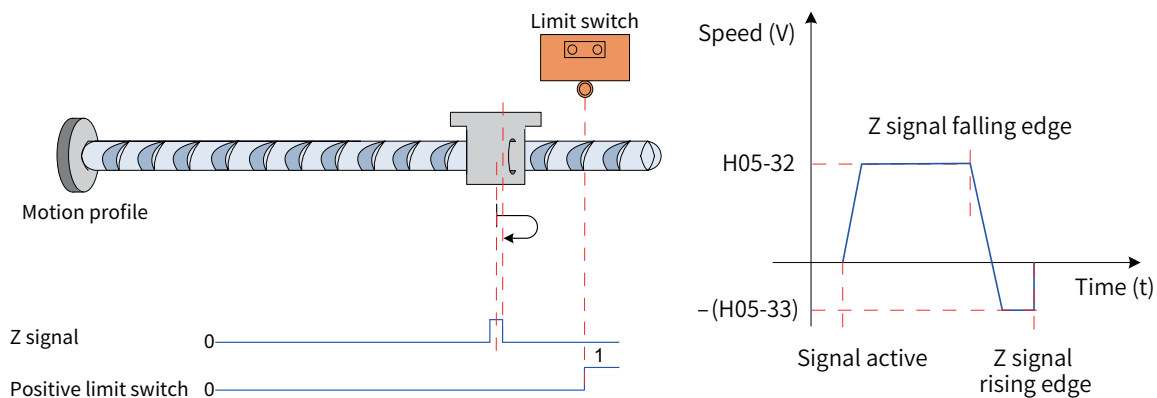 Limit switch
Motion profile
Z signal
0
1
Positive limit switch
0
Speed (V)
Z signal falling edge
H05-32
Time (t)
–(H05-33)
Signal active
Z signal
rising edge